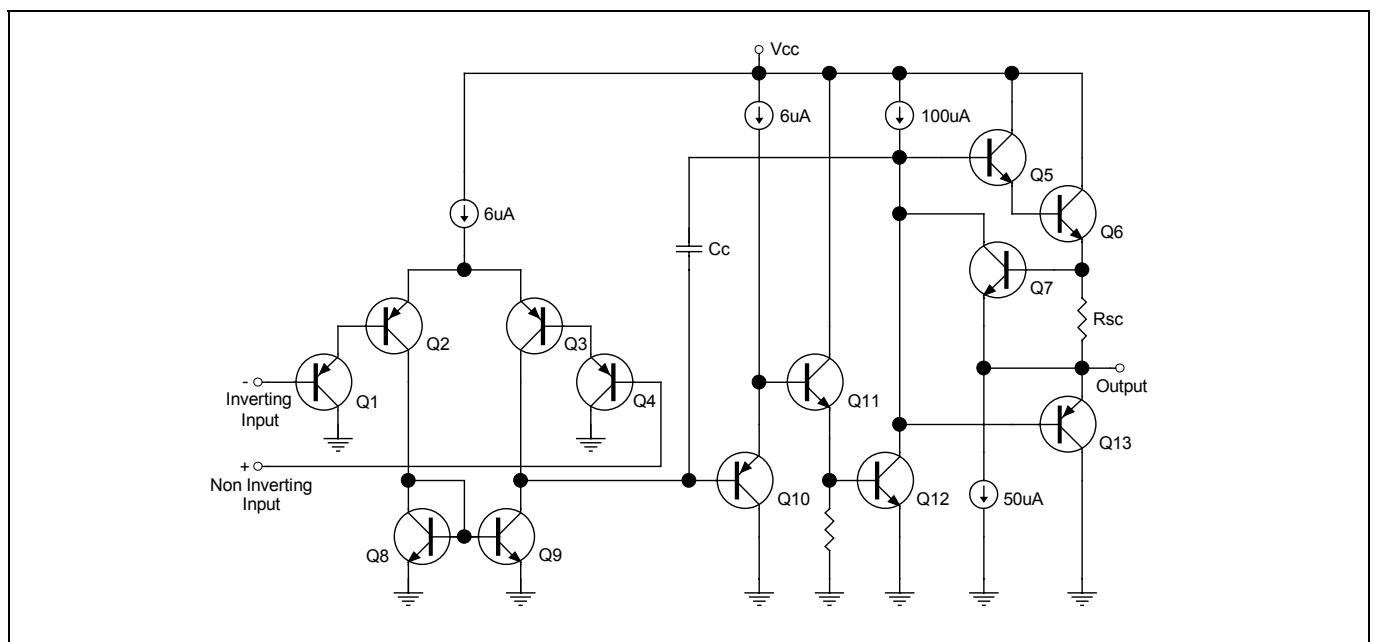 Vcc
6uA
100uA
Q5
6uA
Q6
Cc
Q7
Rsc
Q2
Q3
Output
-
Inverting
Input
Q1
Q4
Q11
Q13
+
Non Inverting
Input
Q10
Q12
50uA
Q8
Q9